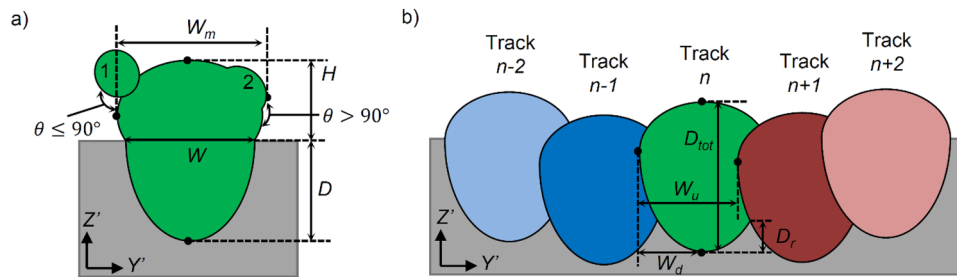 a)
W_m
1
2
H
θ ≤ 90°
θ > 90°
W
D
Z'
Y'
b)
Track
n-2
Track
n-1
Track
n
Track
n+1
Track
n+2
D_tot
W_u
D_r
W_d
Z'
Y'